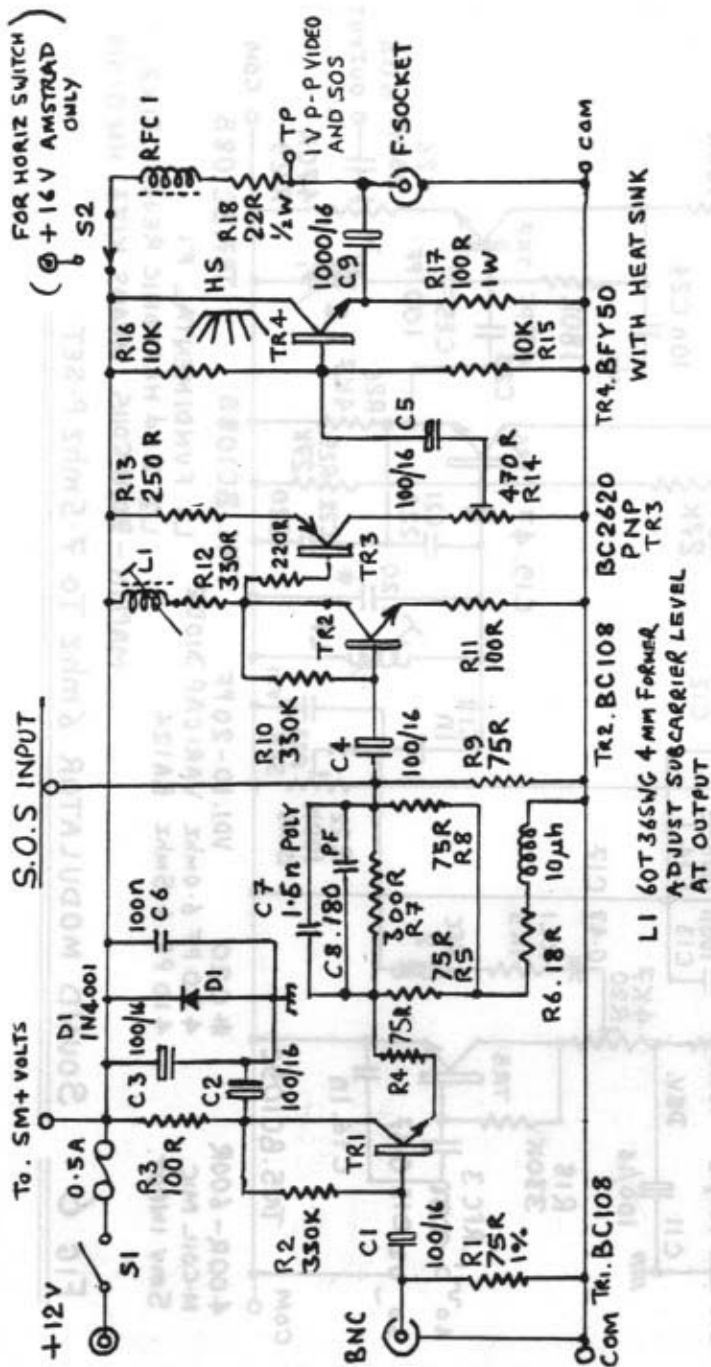 +12V
S1
0.5A
To. SM+VOLTS
D1
1N4001
S.O.S INPUT
FOR HORIZ SWITCH
(+16V AMSTRAD ONLY)
S2
R3
100R
C3
100/16
C2
100/16
D1
100n
C6
R2
330K
TR1
BNC
C1
100/16
R1
75R
1%
COM
TR1.BC108
R4
75R
C7
1.5n POLY
C8.180 PF
300R
R7
75R
R5
75R
R8
R6.18R
10µh
R9
75R
C4
100/16
R10
330K
L1
R12
330R
TR2
R11
100R
TR2.BC108
220R
R13
250R
TR3
470R
R14
BC2620
PNP
TR3
C5
100/16
R16
10K
HS
TR4
10K
R15
RFC1
R18
22R
½W
TP
1V P-P VIDEO
AND SOS
1000/16
C9
F-SOCKET
R17
100R
1W
COM
TR4.BFY50
WITH HEAT SINK
L1 60T 36SWG 4MM FORMER
ADJUST SUBCARRIER LEVEL
AT OUTPUT